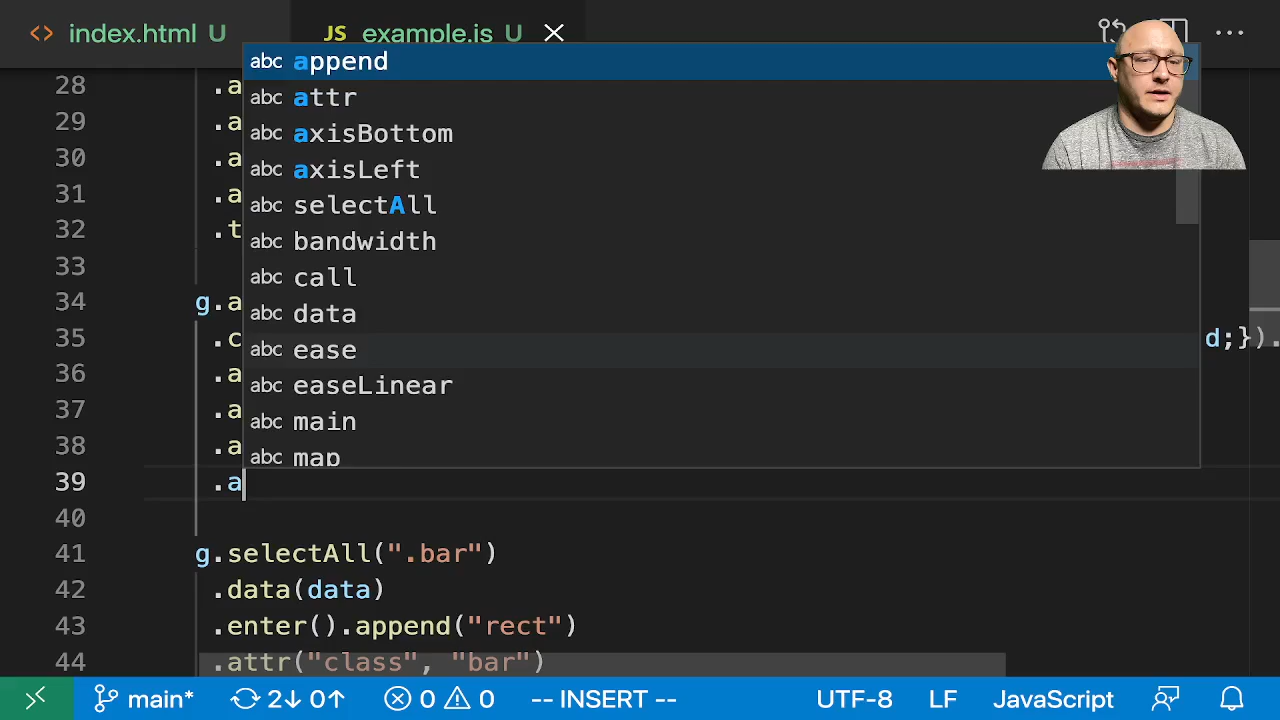 index.html U
JS example.js U
28 .a
29 .a
30 .a
31 .a
32 .t
33
34 g.a
35 .c d;}).
36 .a
37 .a
38 .a
39 .a
40
41 g.selectAll(".bar")
42 .data(data)
43 .enter().append("rect")
44 .attr("class", "bar")
abc append
abc attr
abc axisBottom
abc axisLeft
abc selectAll
abc bandwidth
abc call
abc data
abc ease
abc easeLinear
abc main
abc map
main* 2↓ 0↑ 0 0 -- INSERT -- UTF-8 LF JavaScript